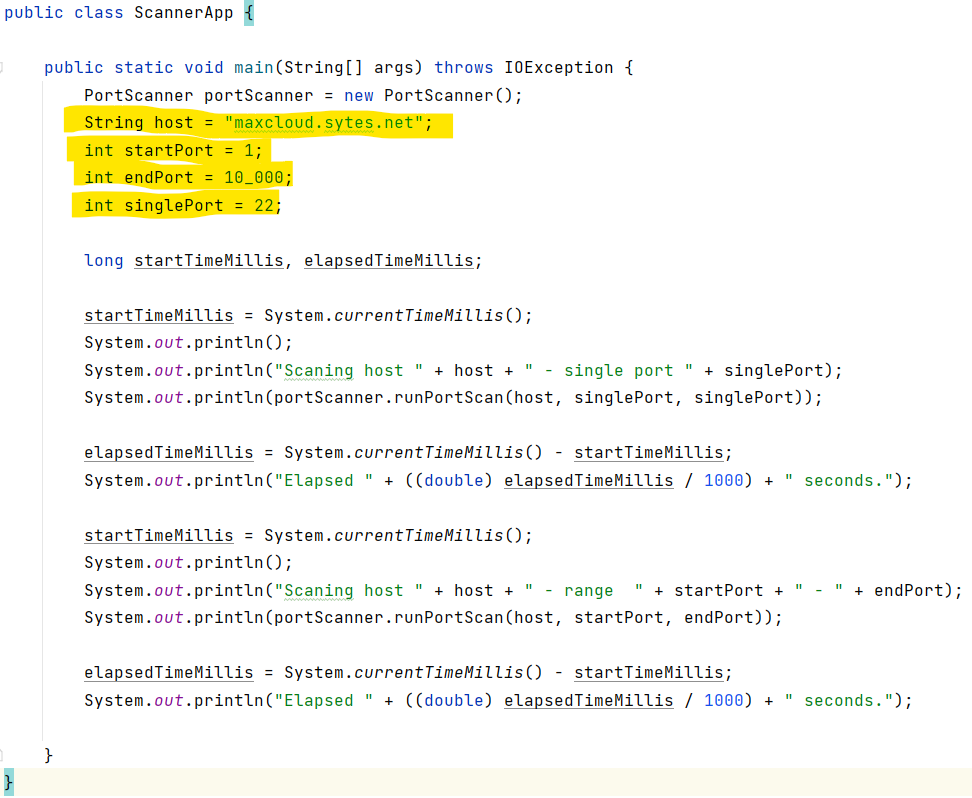 public class ScannerApp {
public static void main(String[] args) throws IOException {
PortScanner portScanner = new PortScanner();
String host = "maxcloud.sytes.net";
int startPort = 1;
int endPort = 10_000;
int singlePort = 22;
long startTimeMillis, elapsedTimeMillis;
startTimeMillis = System.currentTimeMillis();
System.out.println();
System.out.println("Scaning host " + host + " - single port " + singlePort);
System.out.println(portScanner.runPortScan(host, singlePort, singlePort));
elapsedTimeMillis = System.currentTimeMillis() - startTimeMillis;
System.out.println("Elapsed " + ((double) elapsedTimeMillis / 1000) + " seconds.");
startTimeMillis = System.currentTimeMillis();
System.out.println();
System.out.println("Scaning host " + host + " - range  " + startPort + " - " + endPort);
System.out.println(portScanner.runPortScan(host, startPort, endPort));
elapsedTimeMillis = System.currentTimeMillis() - startTimeMillis;
System.out.println("Elapsed " + ((double) elapsedTimeMillis / 1000) + " seconds.");
}
}